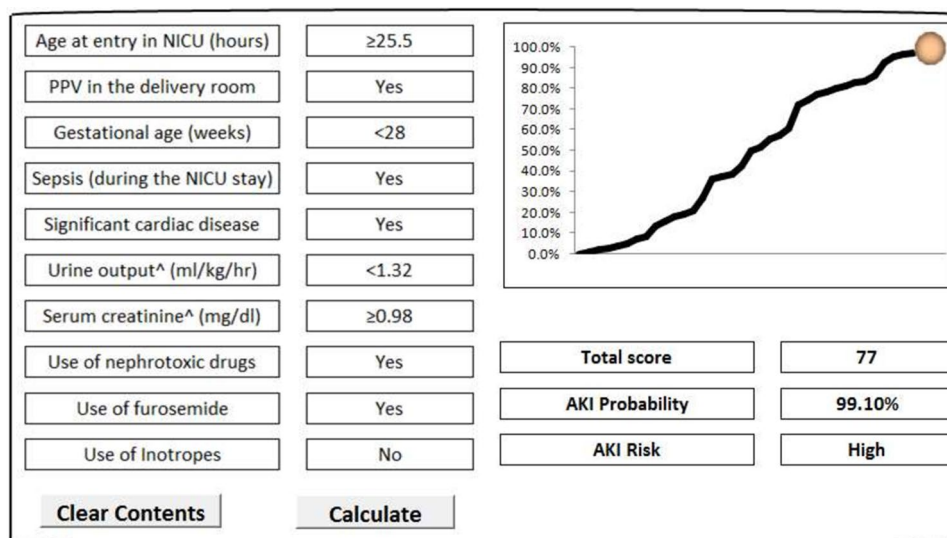 Age at entry in NICU (hours) ≥25.5
PPV in the delivery room Yes
Gestational age (weeks) <28
Sepsis (during the NICU stay) Yes
Significant cardiac disease Yes
Urine output^ (ml/kg/hr) <1.32
Serum creatinine^ (mg/dl) ≥0.98
Use of nephrotoxic drugs Yes
Use of furosemide Yes
Use of Inotropes No
Clear Contents Calculate
100.0%
90.0%
80.0%
70.0%
60.0%
50.0%
40.0%
30.0%
20.0%
10.0%
0.0%
Total score 77
AKI Probability 99.10%
AKI Risk High